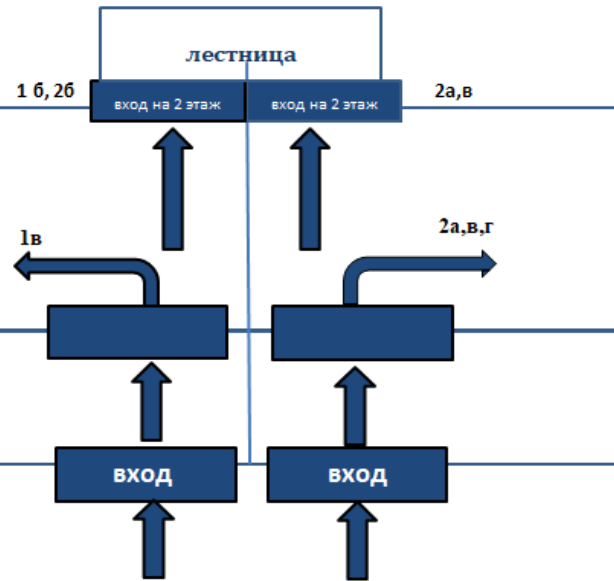 лестница
1 б, 2б
вход на 2 этаж
вход на 2 этаж
2а,в
1в
2а,в,г
вход
вход